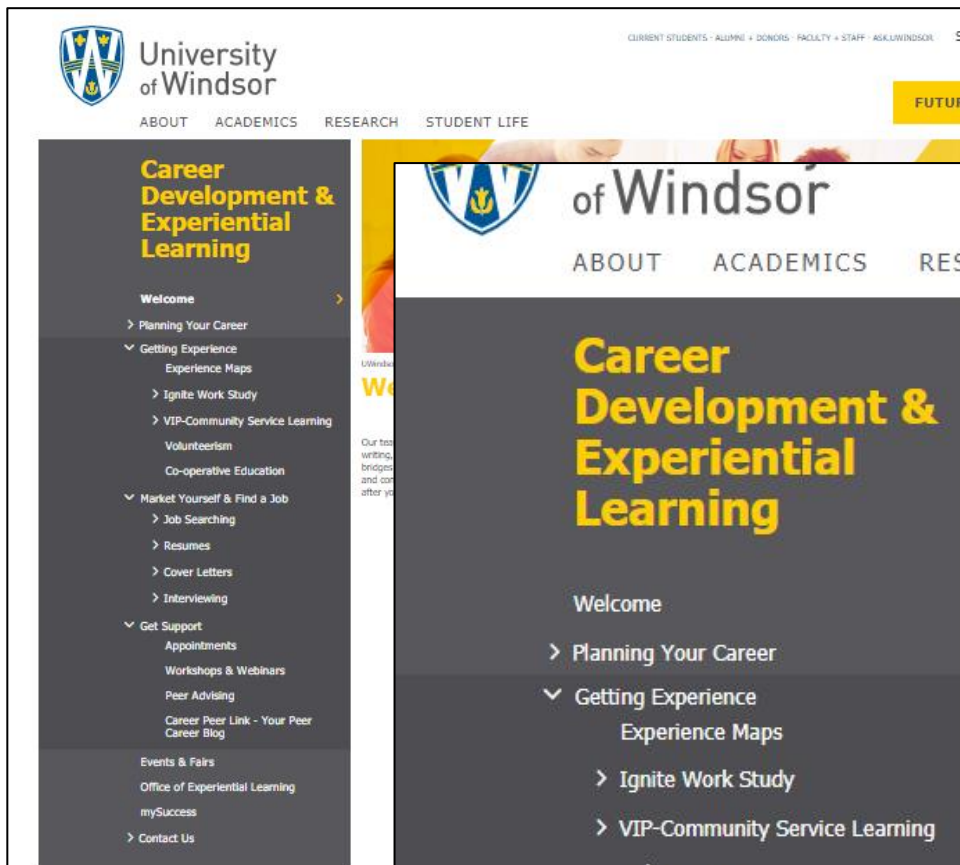 University
of Windsor
CURRENT STUDENTS · ALUMNI + DONORS · FACULTY + STAFF · ASK.UWINDSOR
ABOUT ACADEMICS RESEARCH STUDENT LIFE
Career
Development &
Experiential
Learning
Welcome
Planning Your Career
Getting Experience
Experience Maps
Ignite Work Study
VIP-Community Service Learning
Volunteerism
Co-operative Education
Market Yourself & Find a Job
Job Searching
Resumes
Cover Letters
Interviewing
Get Support
Appointments
Workshops & Webinars
Peer Advising
Career Peer Link - Your Peer
Career Blog
Events & Fairs
Office of Experiential Learning
mySuccess
Contact Us
Our
writing,
bridges
and
after
of Windsor
ABOUT ACADEMICS
Career
Development &
Experiential
Learning
Welcome
Planning Your Career
Getting Experience
Experience Maps
Ignite Work Study
VIP-Community Service Learning